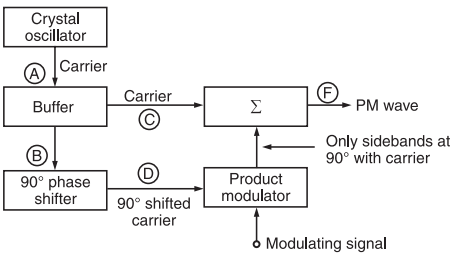 Crystal
oscillator
A
Carrier
Buffer
Carrier
C
Σ
F
PM wave
B
Only sidebands at
90° with carrier
90° phase
shifter
D
90° shifted
carrier
Product
modulator
Modulating signal